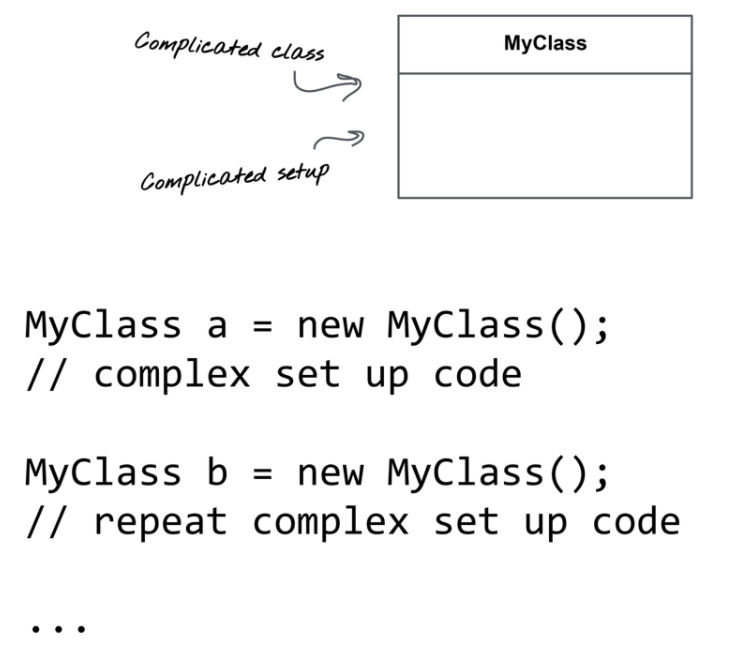 Complicated class
MyClass
Complicated setup
MyClass a = new MyClass();
// complex set up code
MyClass b = new MyClass();
// repeat complex set up code
...